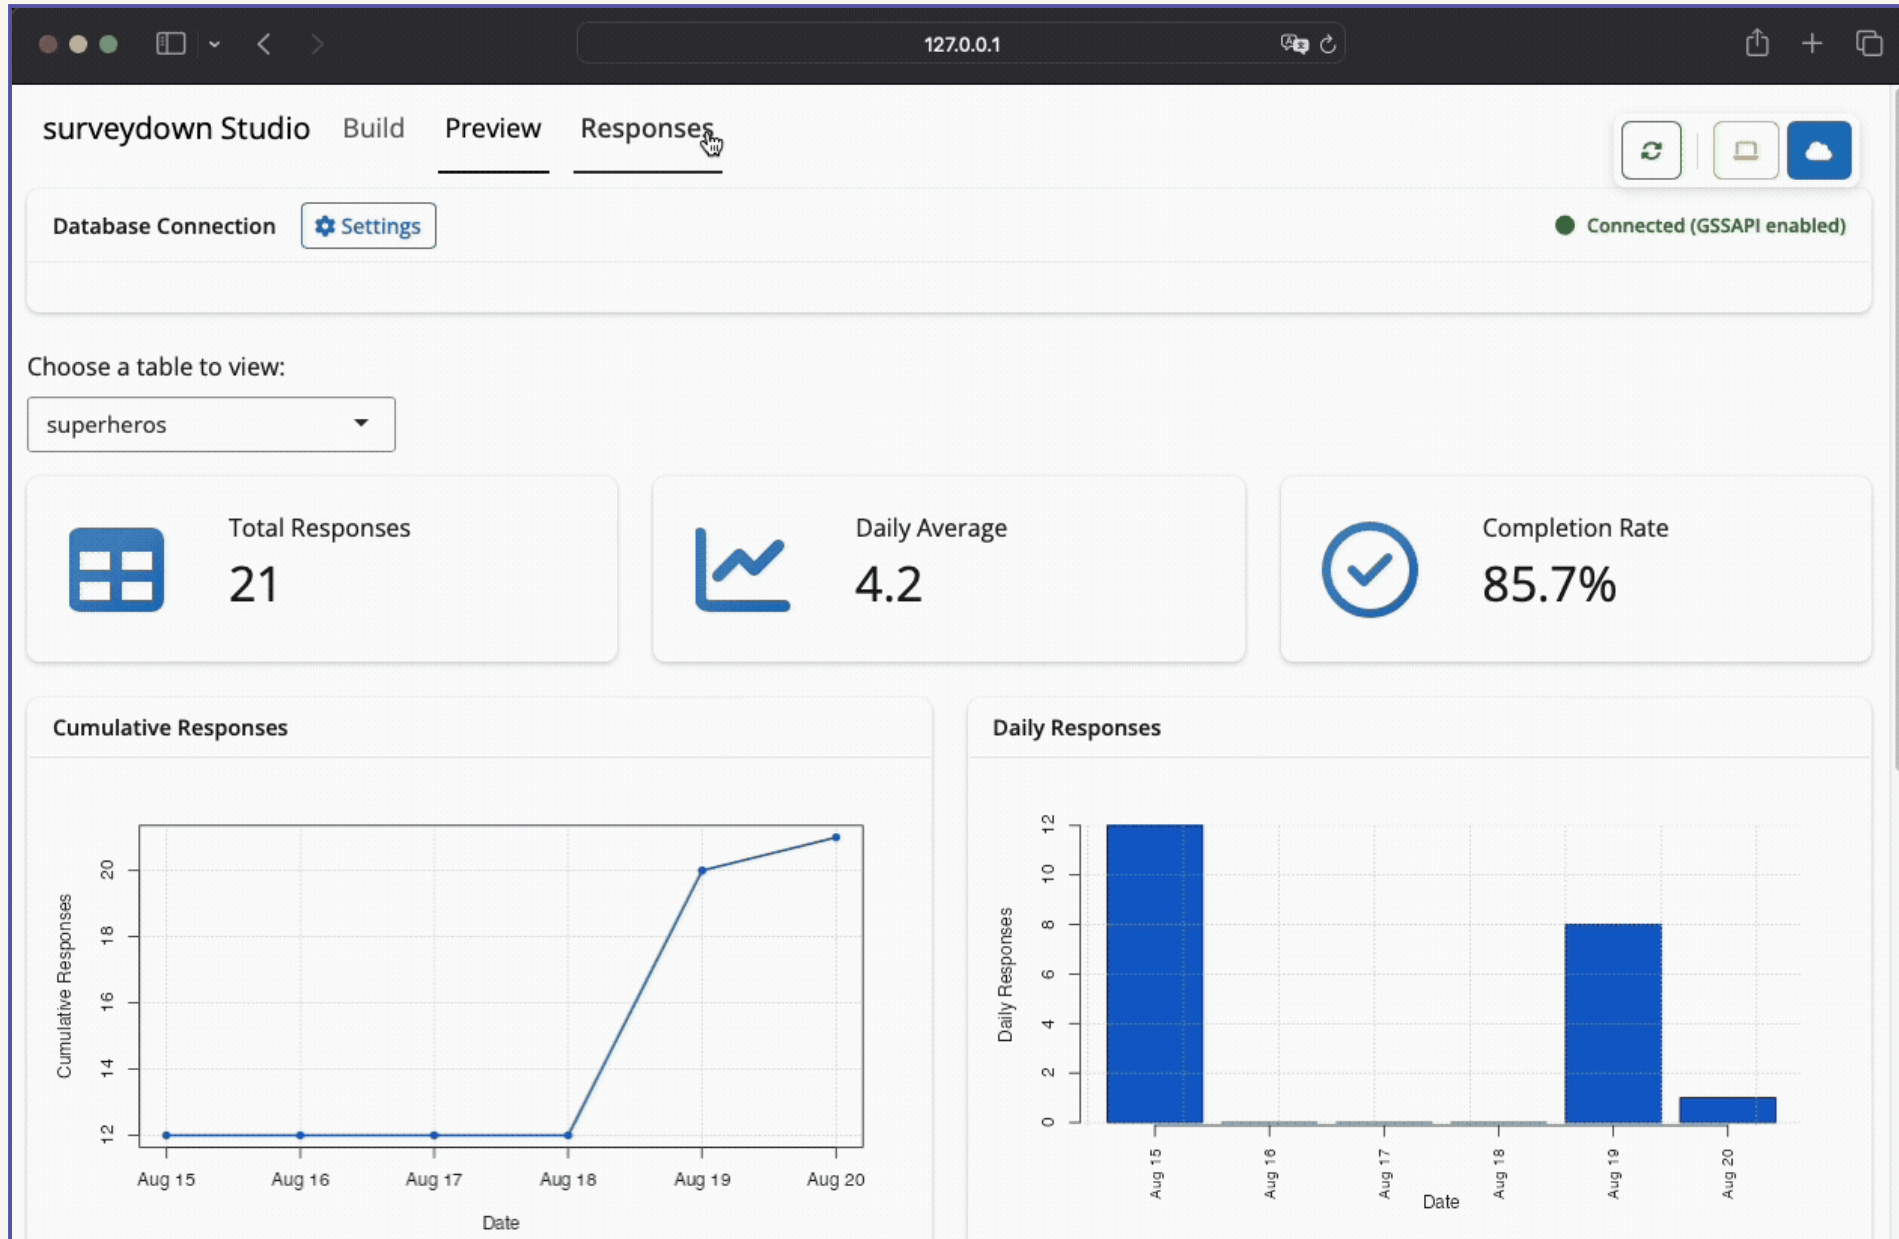 127.0.0.1
surveydown Studio Build Preview Responses
Database Connection Settings Connected (GSSAPI enabled)
Choose a table to view:
superheros
Total Responses
21
Daily Average
4.2
Completion Rate
85.7%
Cumulative Responses
Cumulative Responses
20
18
16
14
12
Aug 15 Aug 16 Aug 17 Aug 18 Aug 19 Aug 20
Date
Daily Responses
Daily Responses
12
10
8
6
4
2
0
Aug 15 Aug 16 Aug 17 Aug 18 Aug 19 Aug 20
Date